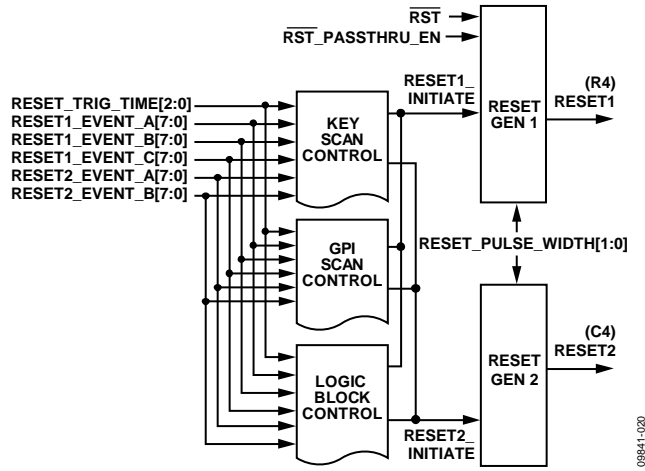 RST
RST_PASSTHRU_EN
RESET_TRIG_TIME[2:0]
RESET1_EVENT_A[7:0]
RESET1_EVENT_B[7:0]
RESET1_EVENT_C[7:0]
RESET2_EVENT_A[7:0]
RESET2_EVENT_B[7:0]
KEY
SCAN
CONTROL
RESET1_
INITIATE
RESET
GEN 1
(R4)
RESET1
GPI
SCAN
CONTROL
RESET_PULSE_WIDTH[1:0]
LOGIC
BLOCK
CONTROL
RESET2_
INITIATE
RESET
GEN 2
(C4)
RESET2
09841-020